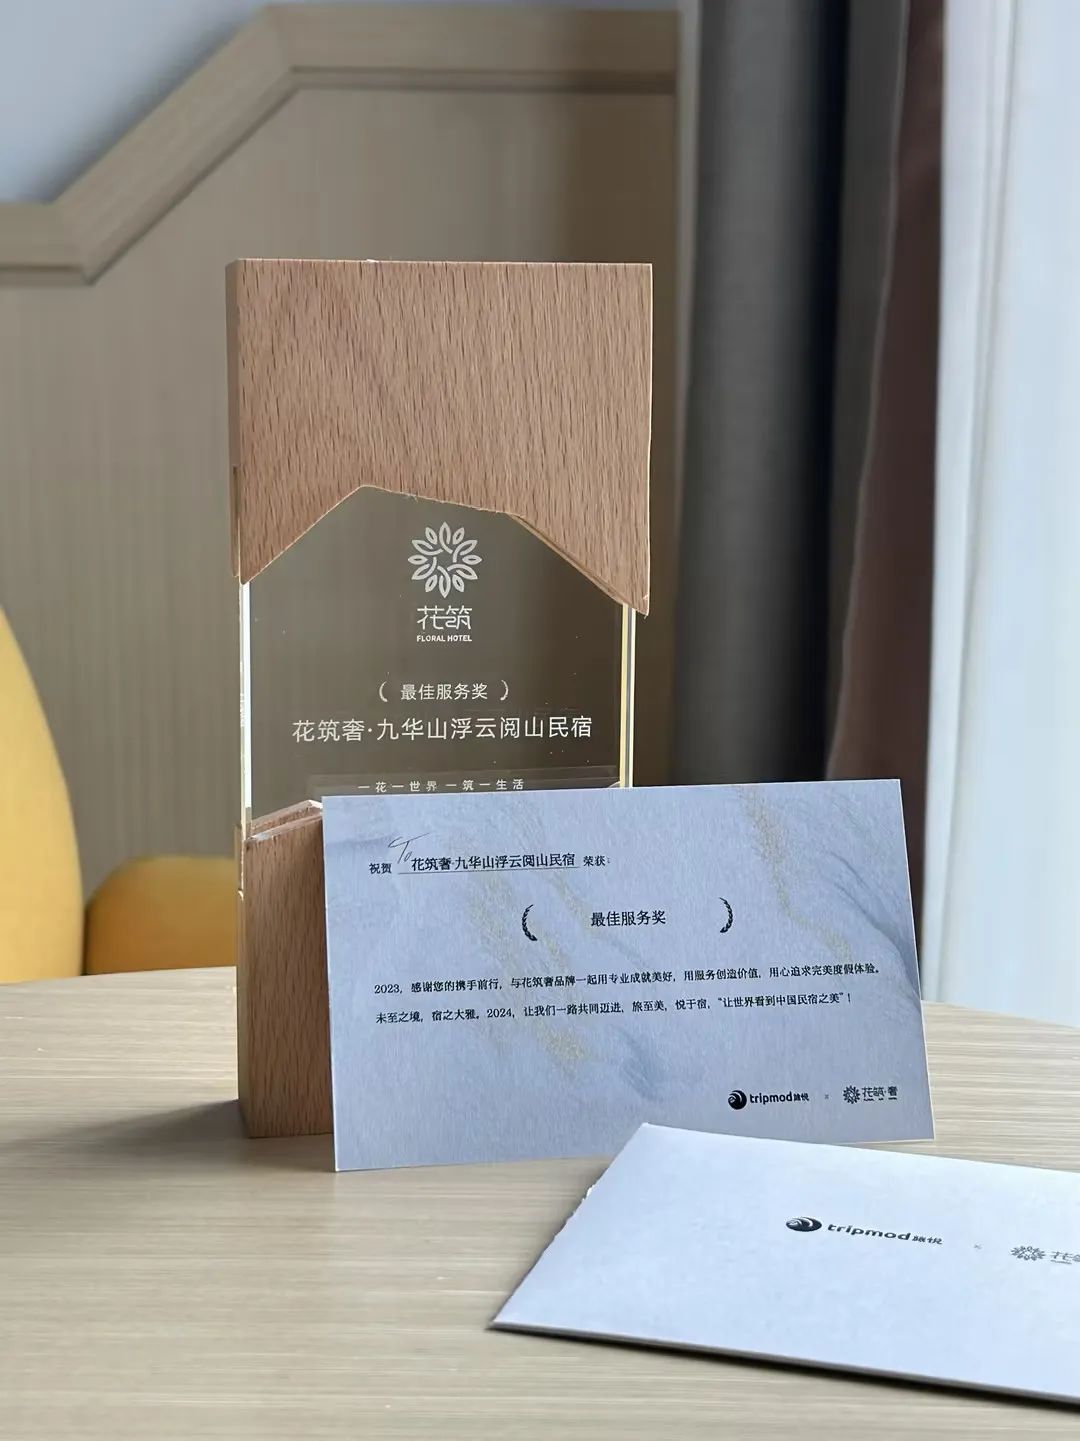 花筑
FLORAL HOTEL
( 最佳服务奖 )
花筑奢·九华山浮云阅山民宿
一花一世界 一筑一生活
To
祝贺 花筑奢·九华山浮云阅山民宿 荣获:
( 最佳服务奖 )
2023, 感谢您的携手前行, 与花筑奢品牌一起用专业成就美好, 用服务创造价值, 用心追求完美度假体验。
未至之境, 宿之大雅。2024, 让我们一路共同迈进, 旅至美, 悦于宿, “让世界看到中国民宿之美”!
tripmod旅悦 × 花筑·奢
tripmod旅悦 × 花